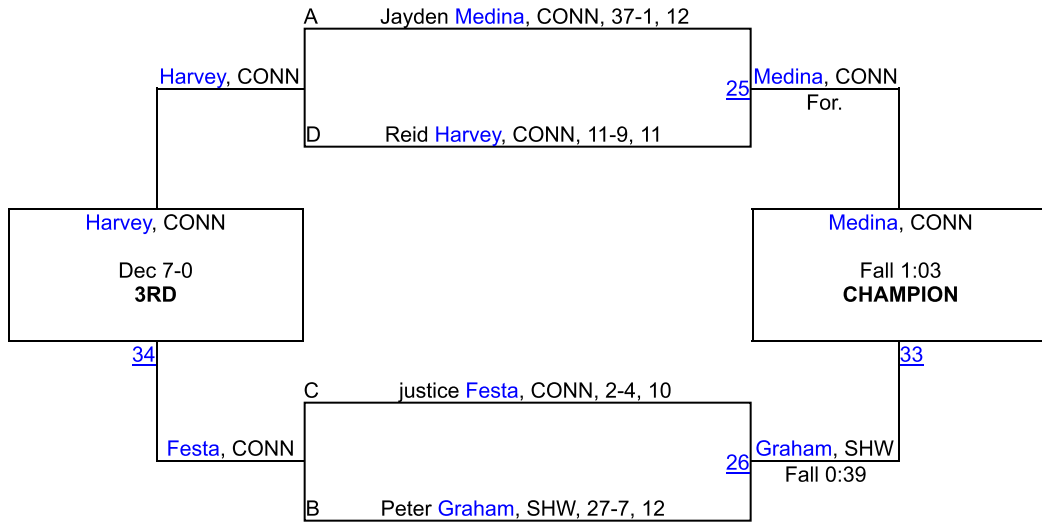 A
Jayden Medina, CONN, 37-1, 12
Harvey, CONN
25
Medina, CONN
For.
D
Reid Harvey, CONN, 11-9, 11
Harvey, CONN
Dec 7-0
3RD
Medina, CONN
Fall 1:03
CHAMPION
34
33
C
justice Festa, CONN, 2-4, 10
Festa, CONN
26
Graham, SHW
Fall 0:39
B
Peter Graham, SHW, 27-7, 12